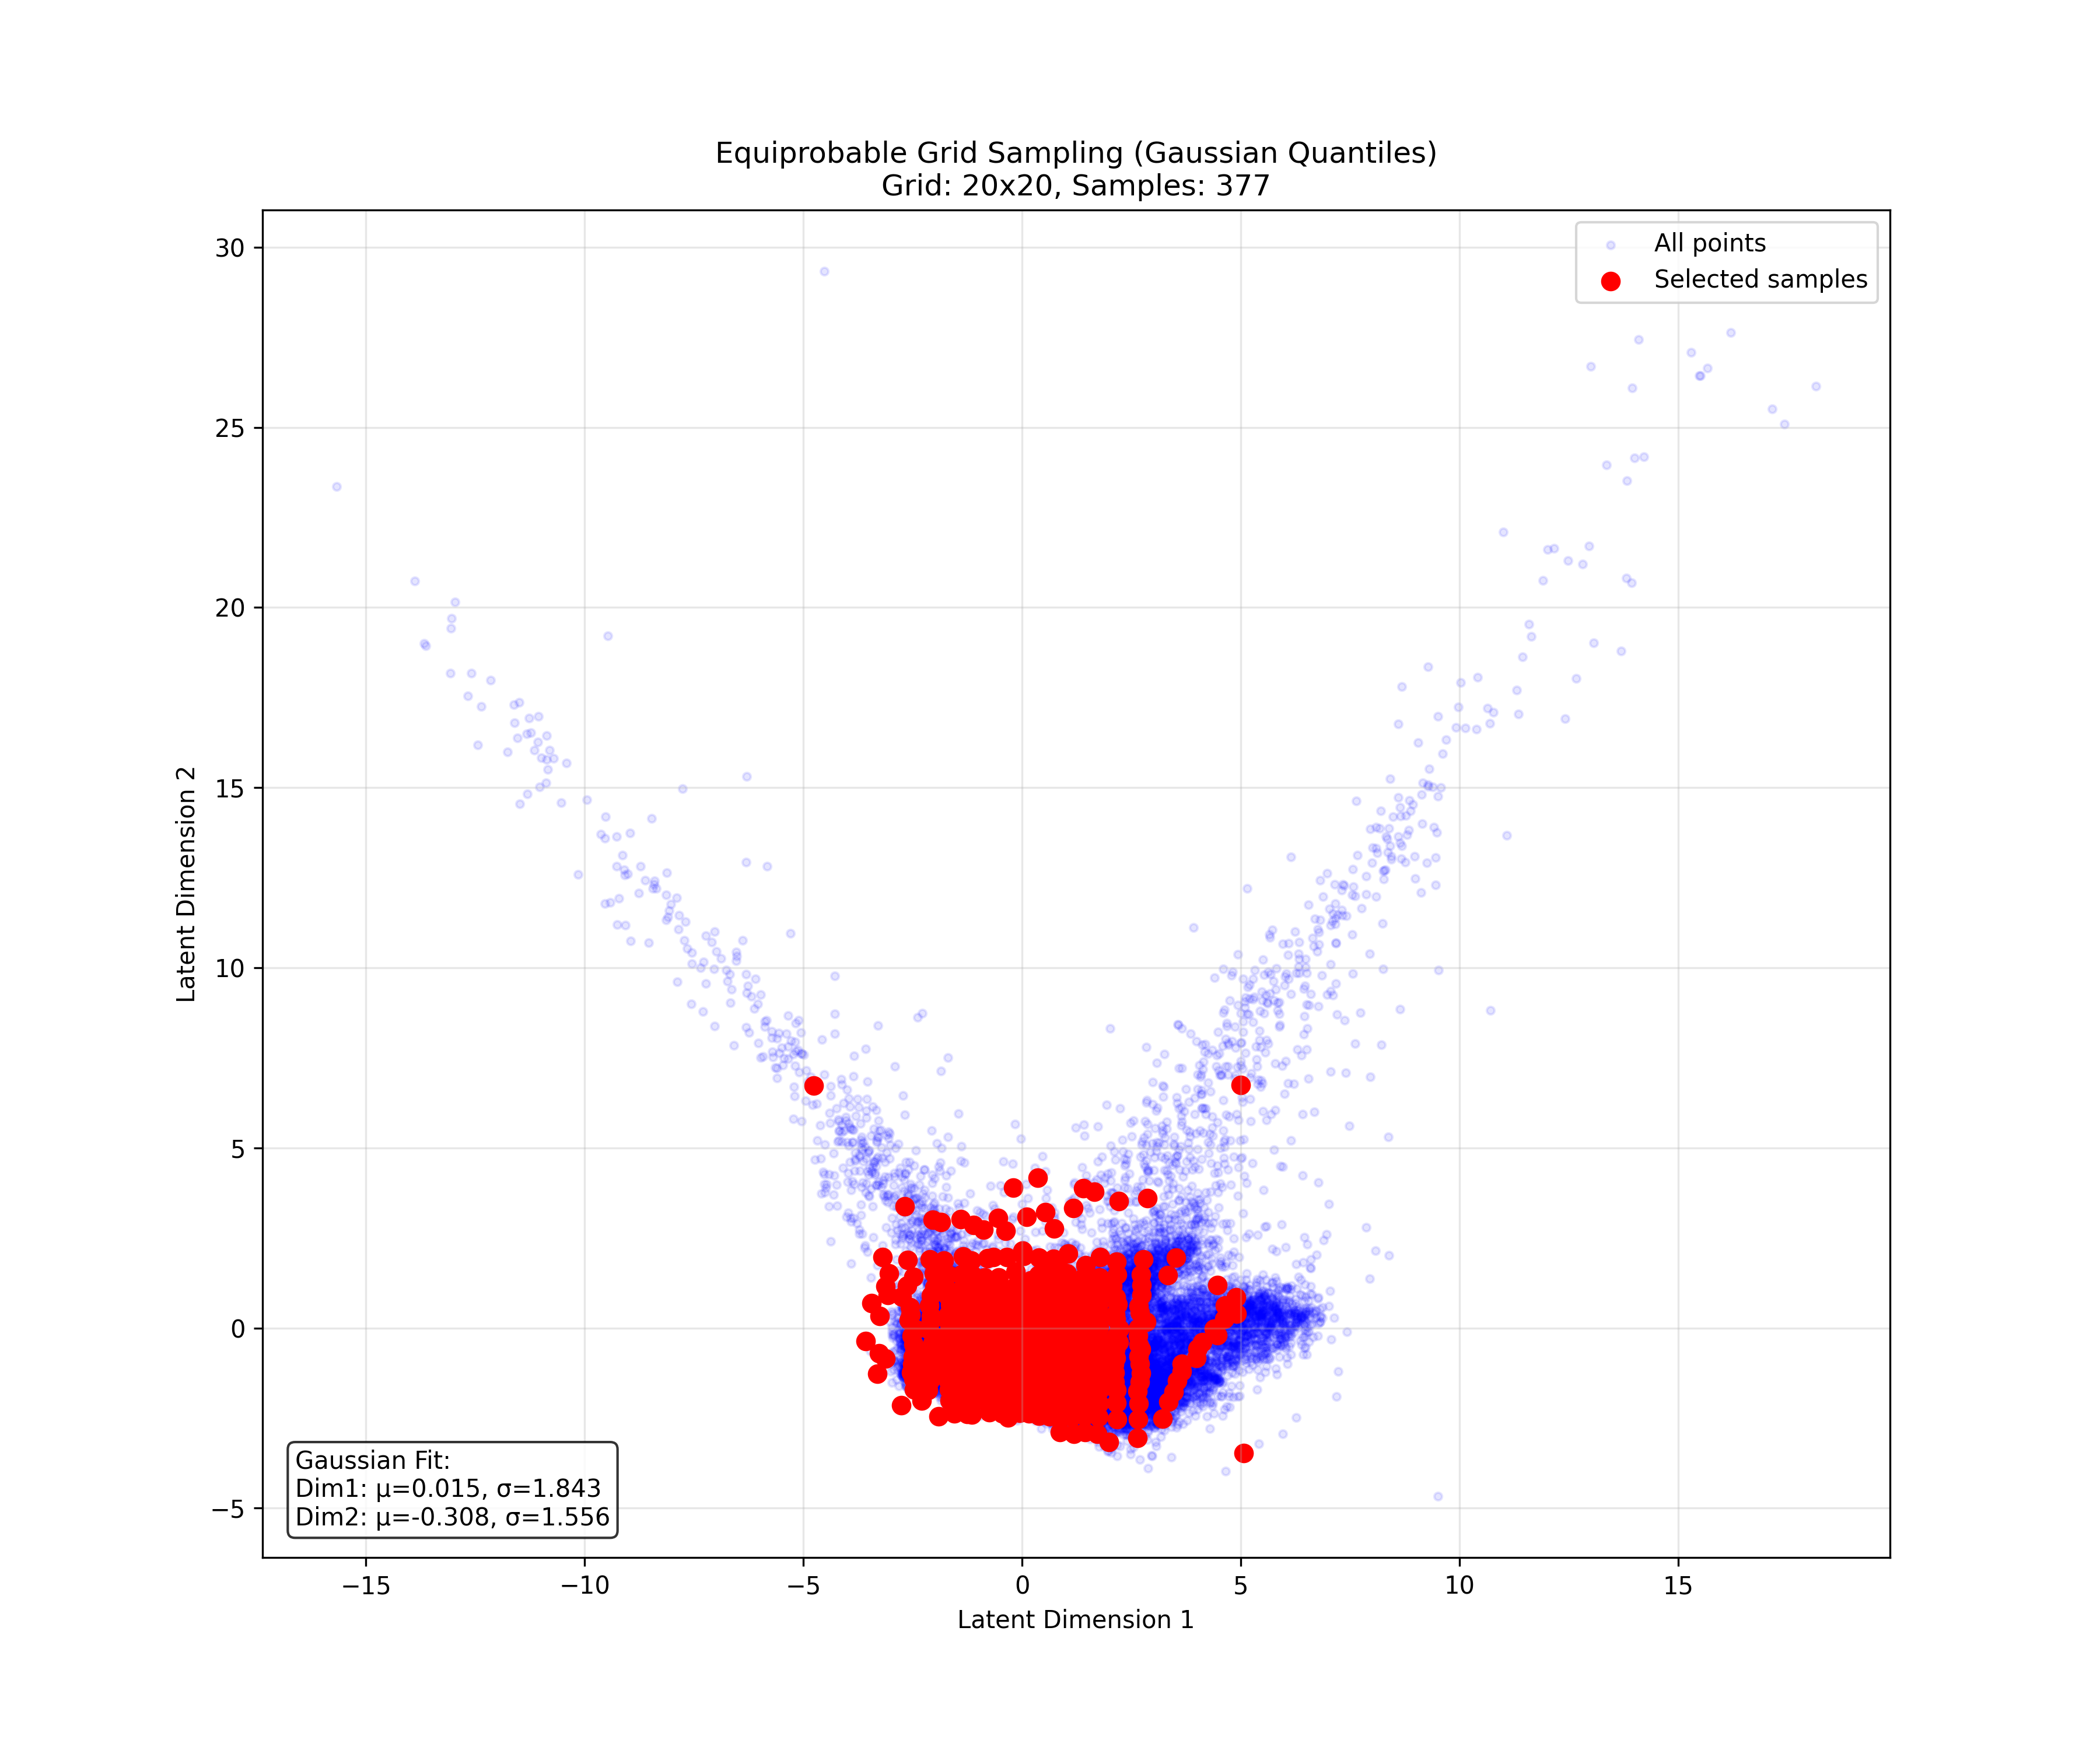 Equiprobable Grid Sampling (Gaussian Quantiles)
Grid: 20x20, Samples: 377
All points
Selected samples
30
25
20
15
10
5
0
−5
Latent Dimension 2
Gaussian Fit:
Dim1: μ=0.015, σ=1.843
Dim2: μ=-0.308, σ=1.556
−15
−10
−5
0
5
10
15
Latent Dimension 1